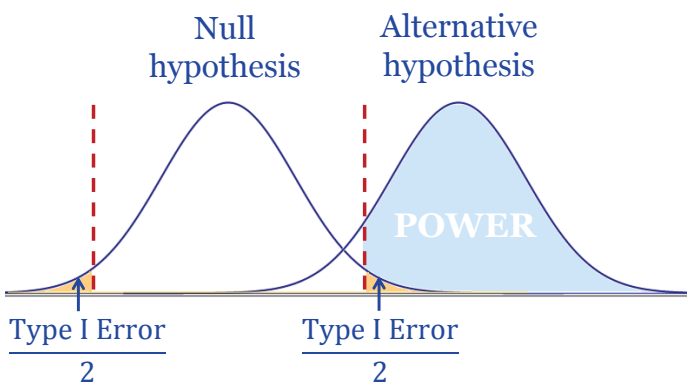 Null
hypothesis
Alternative
hypothesis
POWER
Type I Error
2
Type I Error
2